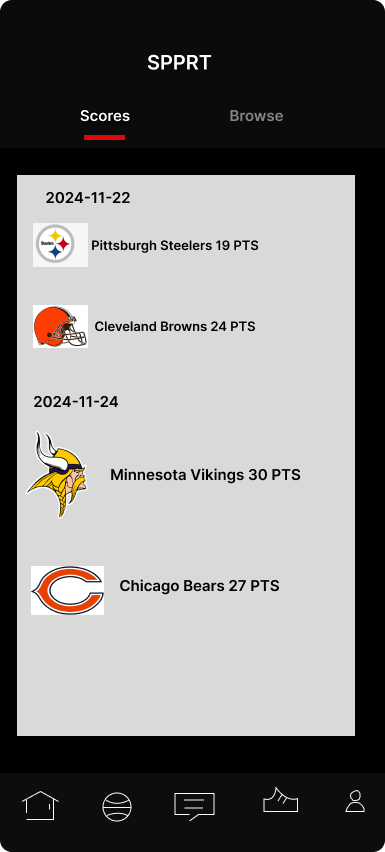 SPPRT
Scores Browse
2024-11-22
Steelers
Pittsburgh Steelers 19 PTS
Cleveland Browns 24 PTS
2024-11-24
Minnesota Vikings 30 PTS
Chicago Bears 27 PTS